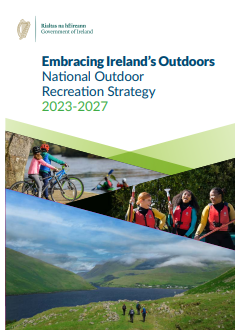 Rialtas na hÉireann
Government of Ireland
Embracing Ireland's Outdoors
National Outdoor
Recreation Strategy
2023-2027